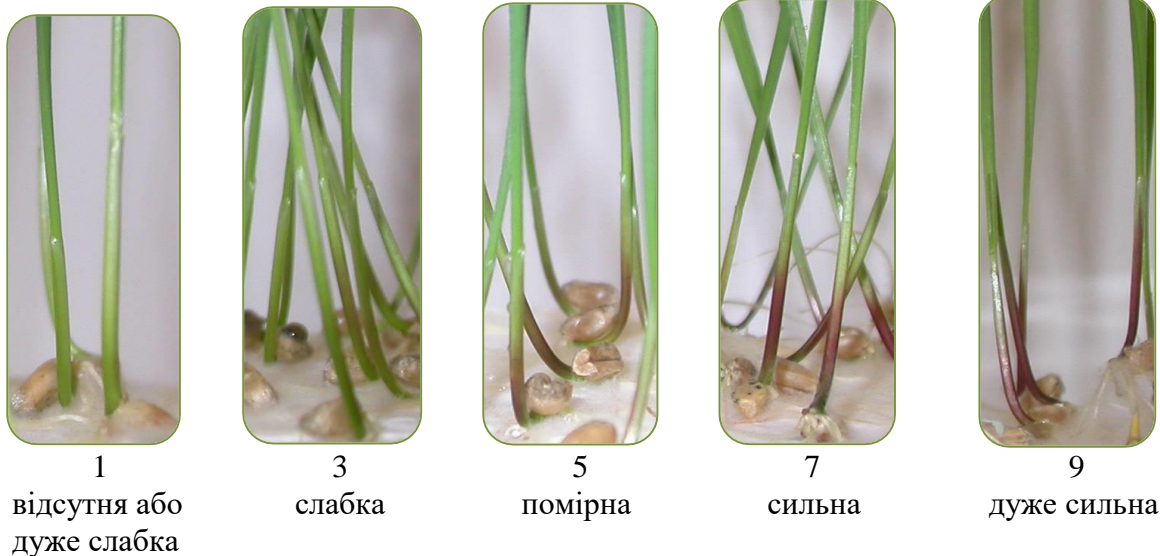 1
відсутня або
дуже слабка
3
слабка
5
помірна
7
сильна
9
дуже сильна